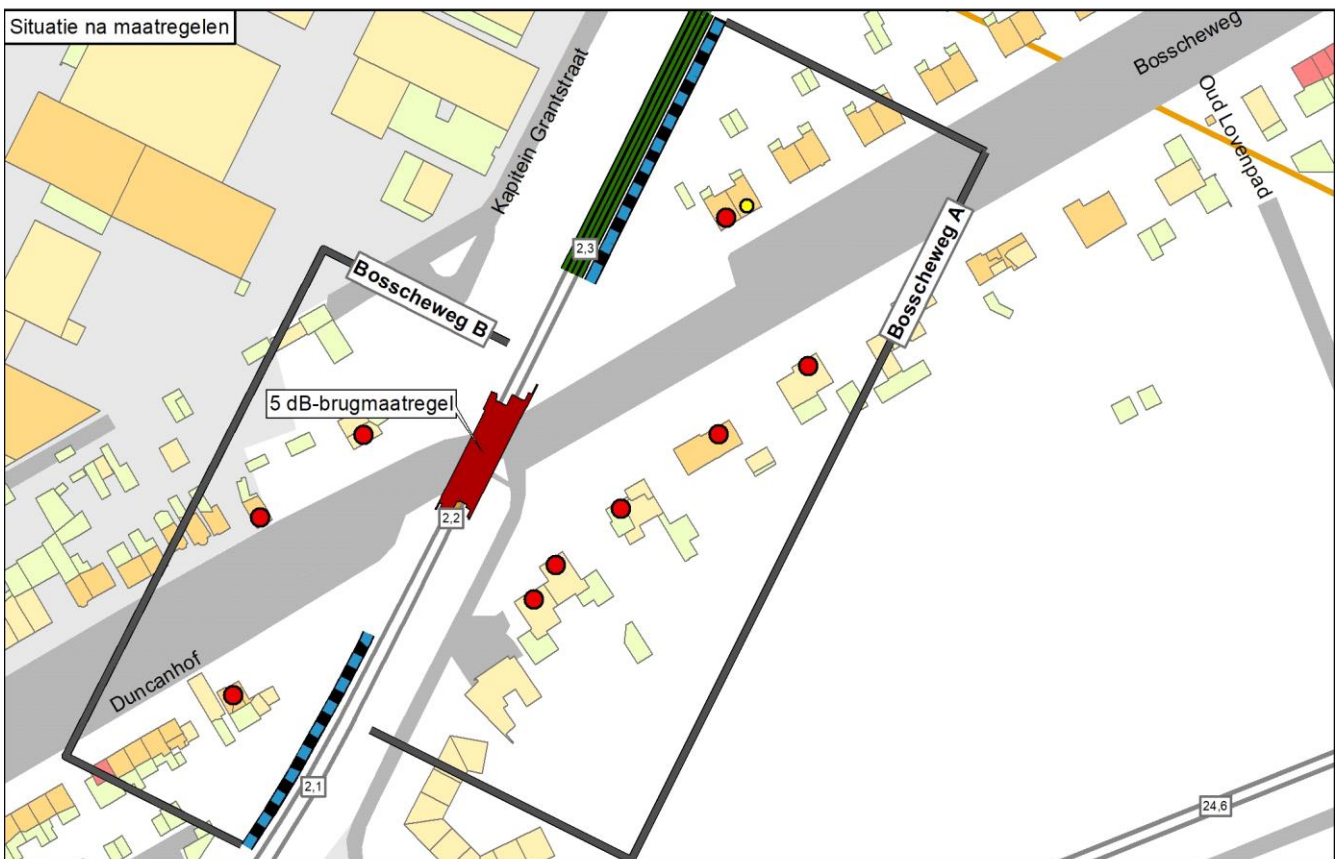 Situatie na maatregelen
Kapitein Grantstraat
Bosscheweg
Oud Lovenpad
2,3
Bosscheweg B
Bosscheweg A
5 dB-brugmaatregel
2,2
Duncanhof
2,1
24,6